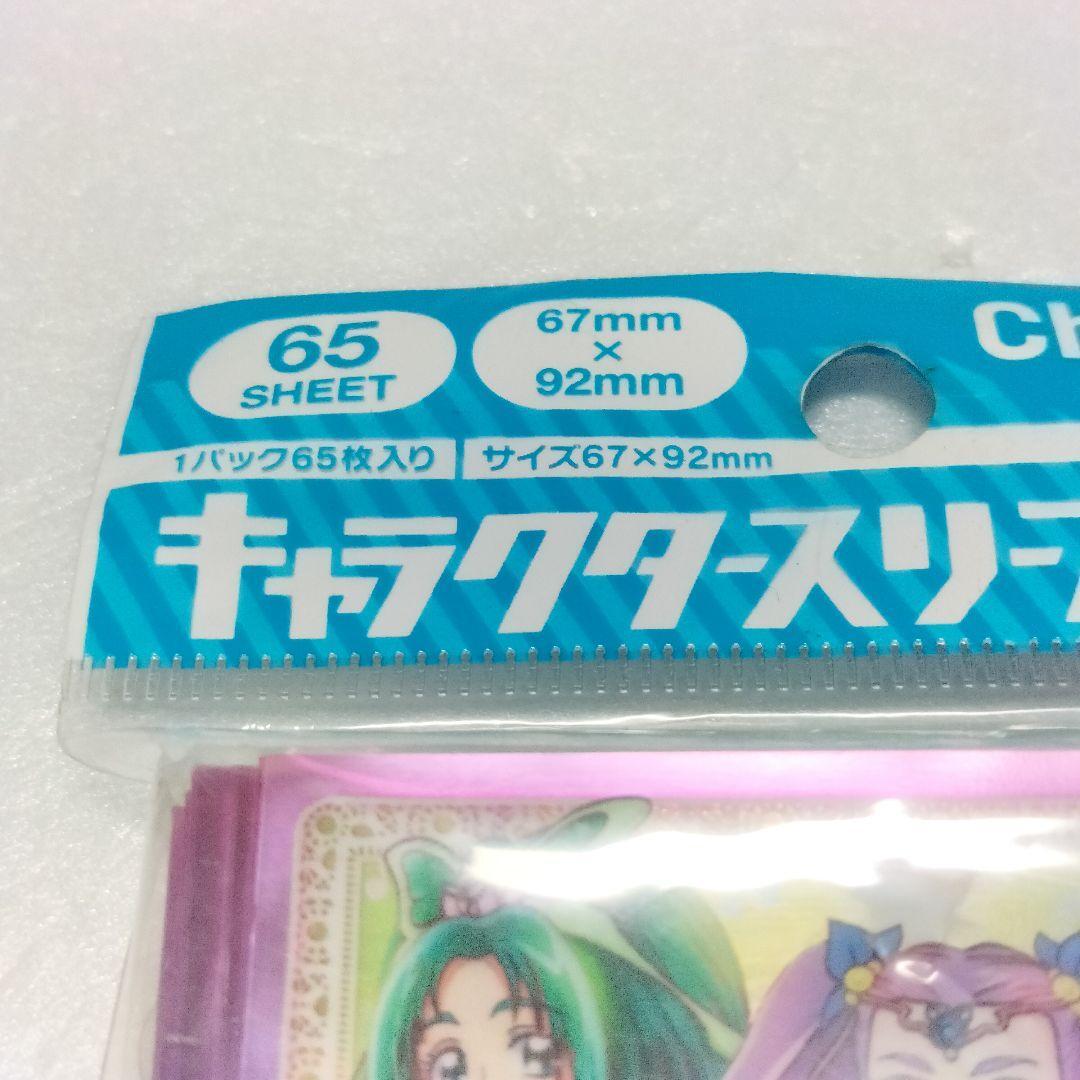 65
SHEET
67mm
×
92mm
Ch
1パック65枚入り
サイズ67×92mm
キャラクタースリー